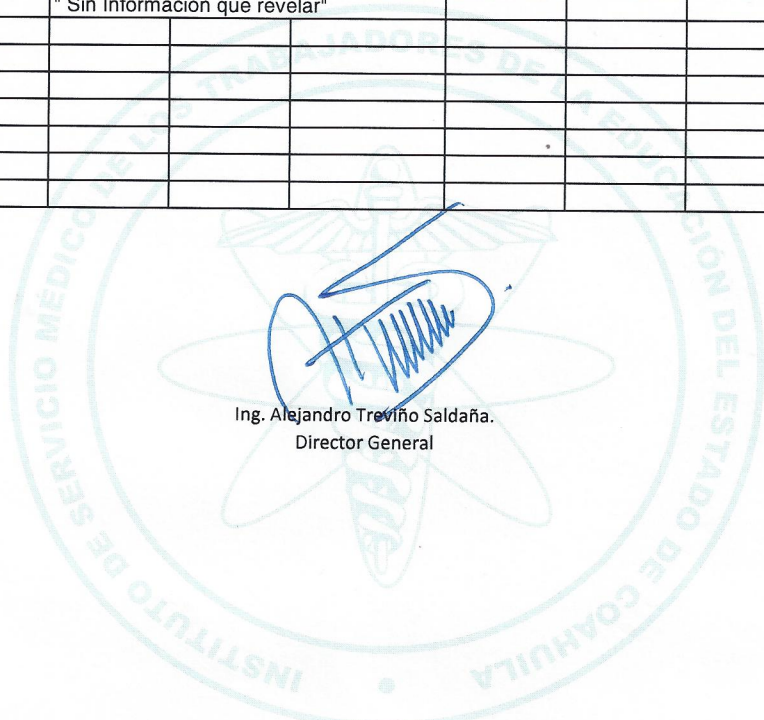 " Sin Información que revelar"
Ing. Alejandro Treviño Saldaña.
Director General
INSTITUTO DE SERVICIO MÉDICO DE LOS TRABAJADORES DE LA EDUCACIÓN DEL ESTADO DE COAHUILA